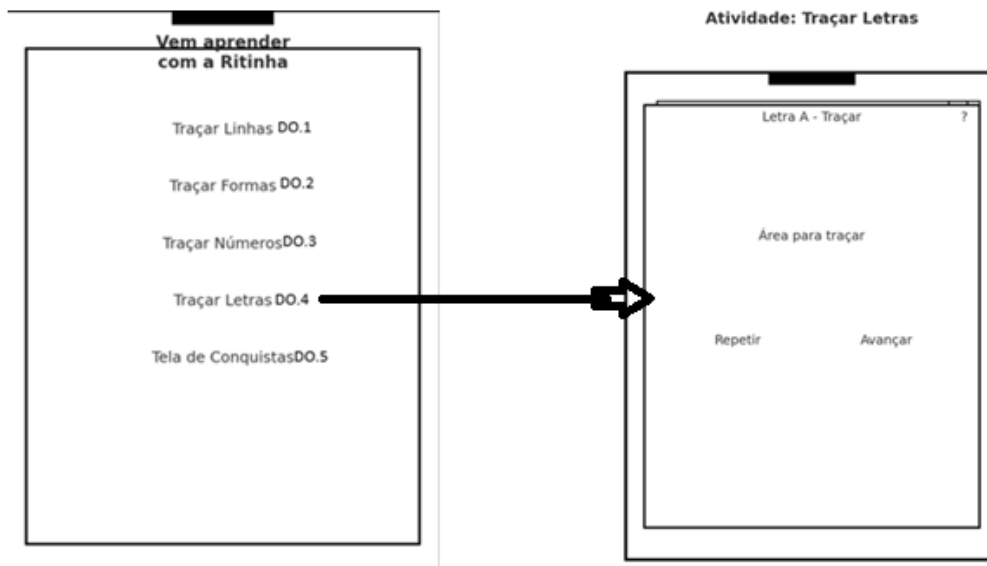 Vem aprender
com a Ritinha
Traçar Linhas DO.1
Traçar Formas DO.2
Traçar NúmerosDO.3
Traçar Letras DO.4
Tela de ConquistasDO.5
Atividade: Traçar Letras
Letra A - Traçar ?
Área para traçar
Repetir Avançar